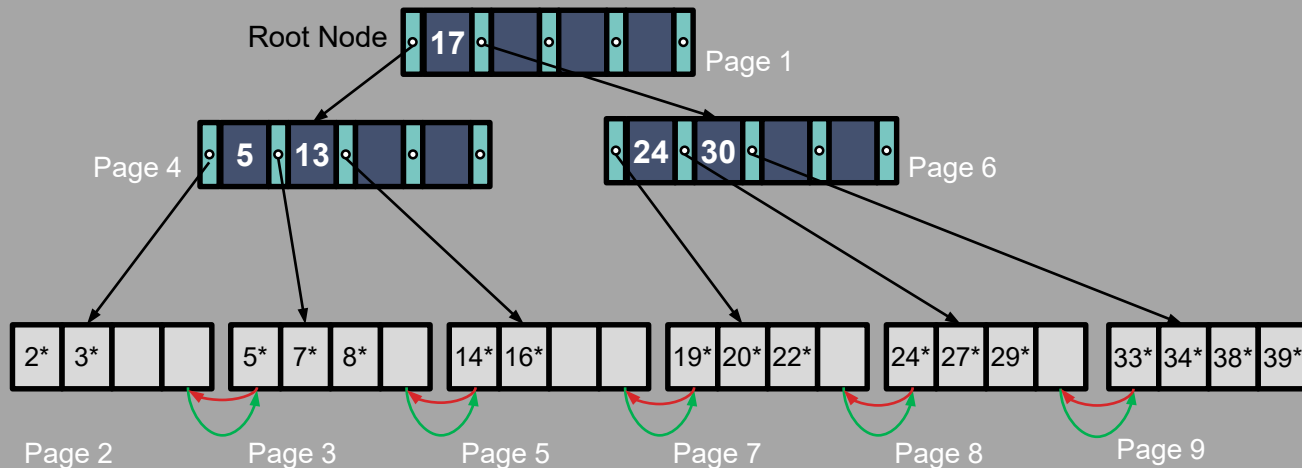 Root Node
17
Page 1
Page 4
5 13
24 30
Page 6
2* 3*
5* 7* 8*
14* 16*
19* 20* 22*
24* 27* 29*
33* 34* 38* 39*
Page 2
Page 3
Page 5
Page 7
Page 8
Page 9